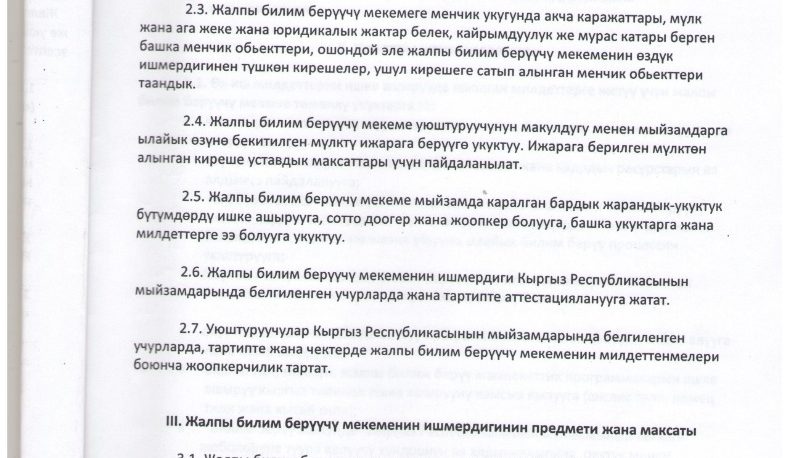 2.3. Жалпы билим берүүчү мекемеге менчик укугунда акча каражаттары, мүлк
жана ага жеке жана юридикалык жактар белек, кайрымдуулук же мурас катары берген
башка менчик обьекттери, ошондой эле жалпы билим берүүчү мекеменин өздүк
ишмердигинен түшкөн кирешелер, ушул кирешеге сатып алынган менчик обьекттери
таандык.
2.4. Жалпы билим берүүчү мекеме уюштуруучунун макулдугу менен мыйзамдарга
ылайык өзүнө бекитилген мүлктү ижарага берүүгө укуктуу. Ижарага берилген мүлктөн
алынган киреше уставдык максаттары үчүн пайдаланылат.
2.5. Жалпы билим берүүчү мекеме мыйзамда каралган бардык жарандык-укуктук
бүтүмдөрдү ишке ашырууга, сотто доогер жана жоопкер болууга, башка укуктарга жана
милдеттерге ээ болууга укуктуу.
2.6. Жалпы билим берүүчү мекеменин ишмердиги Кыргыз Республикасынын
мыйзамдарында белгиленген учурларда жана тартипте аттестациялануута жатат.
2.7. Уюштуруучулар Кыргыз Республикасынын мыйзамдарында белгиленген
учурларда, тартипте жана чектерде жалпы билим берүүчү мекеменин милдеттенмелери
боюнча жоопкерчилик тартат.
III. Жалпы билим берүүчү мекеменин ишмердигинин предмети жана максаты